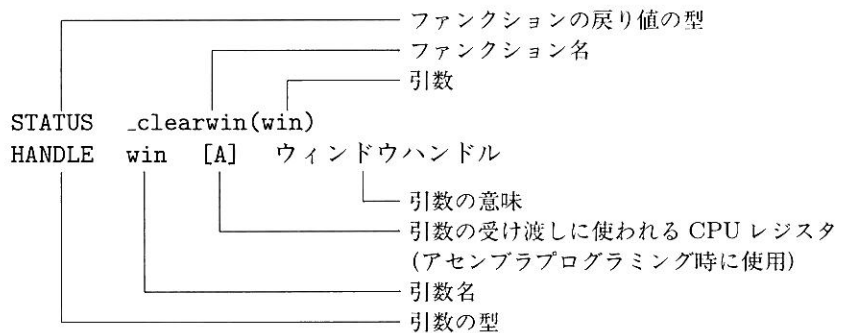 ファンクションの戻り値の型
ファンクション名
引数
STATUS _clearwin(win)
HANDLE win [A] ウィンドウハンドル
引数の意味
引数の受け渡しに使われる CPU レジスタ
(アセンブラプログラミング時に使用)
引数名
引数の型